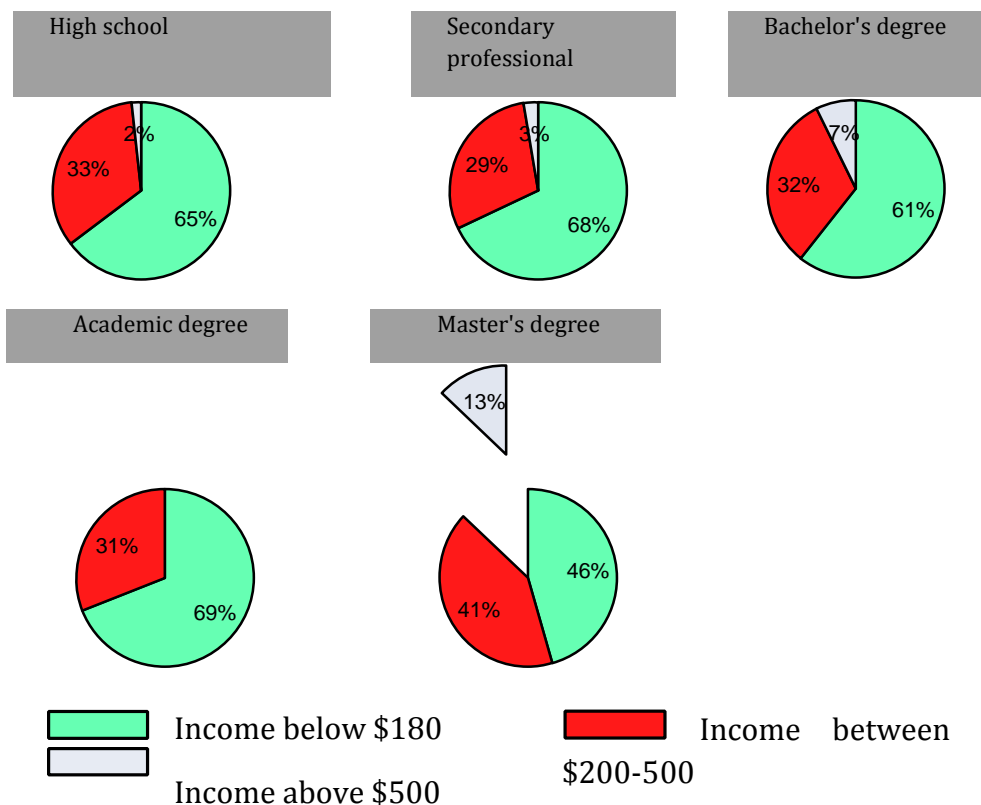 High school
Secondary
professional
Bachelor's degree
2%
33%
65%
3%
29%
68%
7%
32%
61%
Academic degree
Master's degree
13%
31%
69%
46%
41%
Income below $180
Income above $500
Income between
$200-500